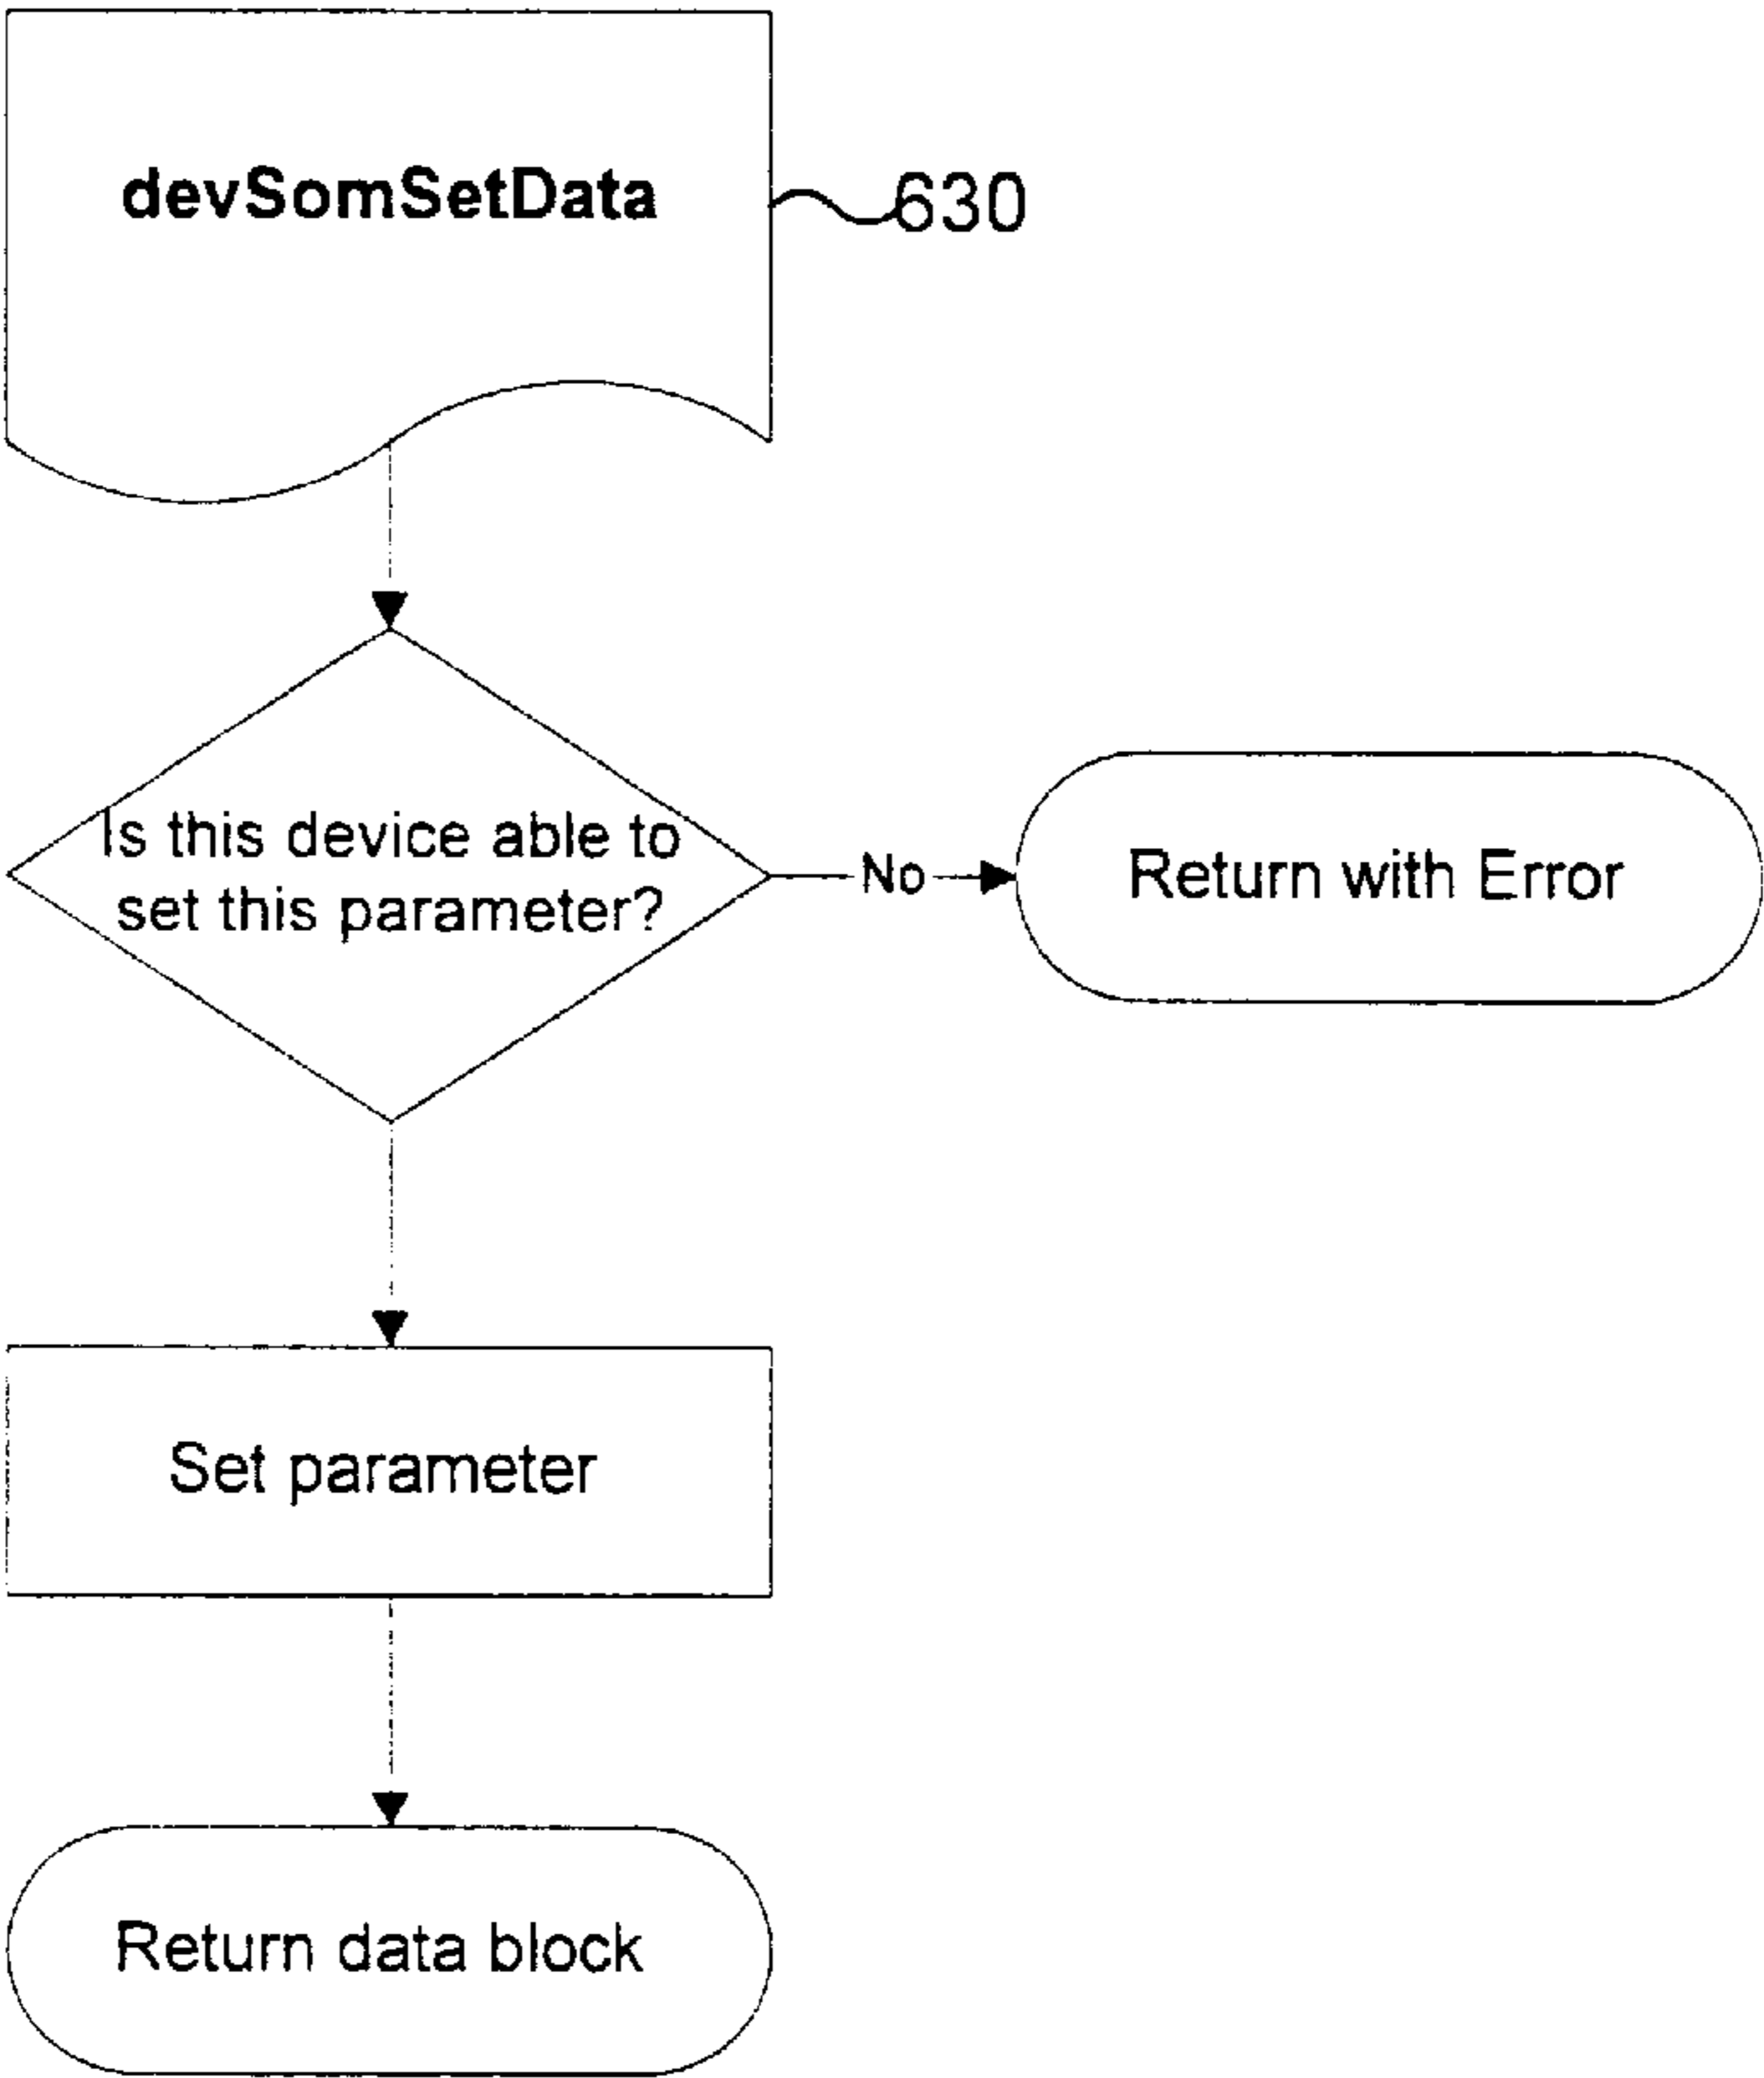 devSomSetData
630
Is this device able to
set this parameter?
No
Return with Error
Set parameter
Return data block